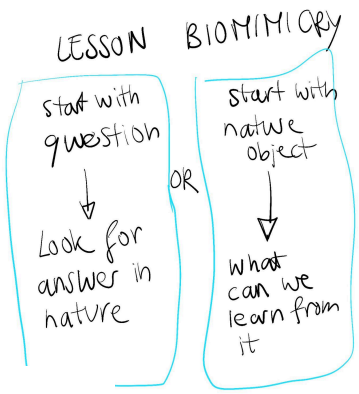 LESSON BIOMIMICRY
start with
question
Look for
answer in
nature
OR
start with
nature
object
what
can we
learn from
it